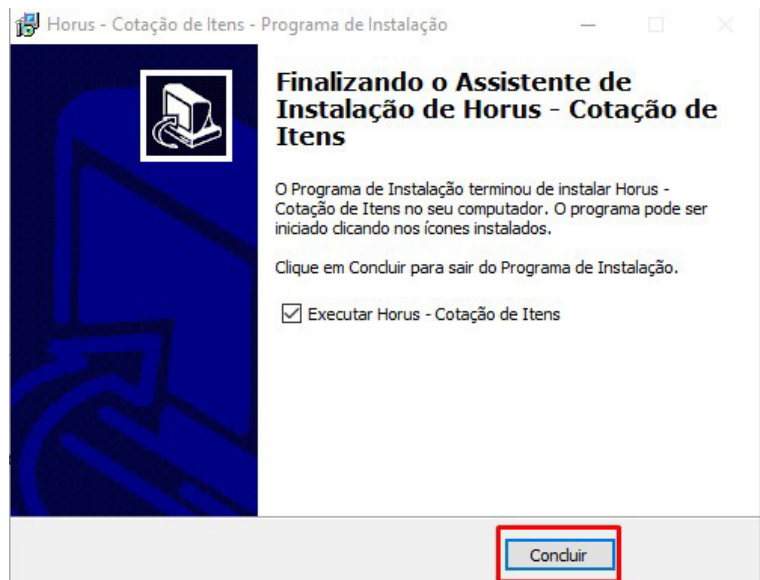 Horus - Cotação de Itens - Programa de Instalação
Finalizando o Assistente de
Instalação de Horus - Cotação de
Itens
O Programa de Instalação terminou de instalar Horus -
Cotação de Itens no seu computador. O programa pode ser
iniciado clicando nos ícones instalados.
Clique em Concluir para sair do Programa de Instalação.
Executar Horus - Cotação de Itens
Concluir